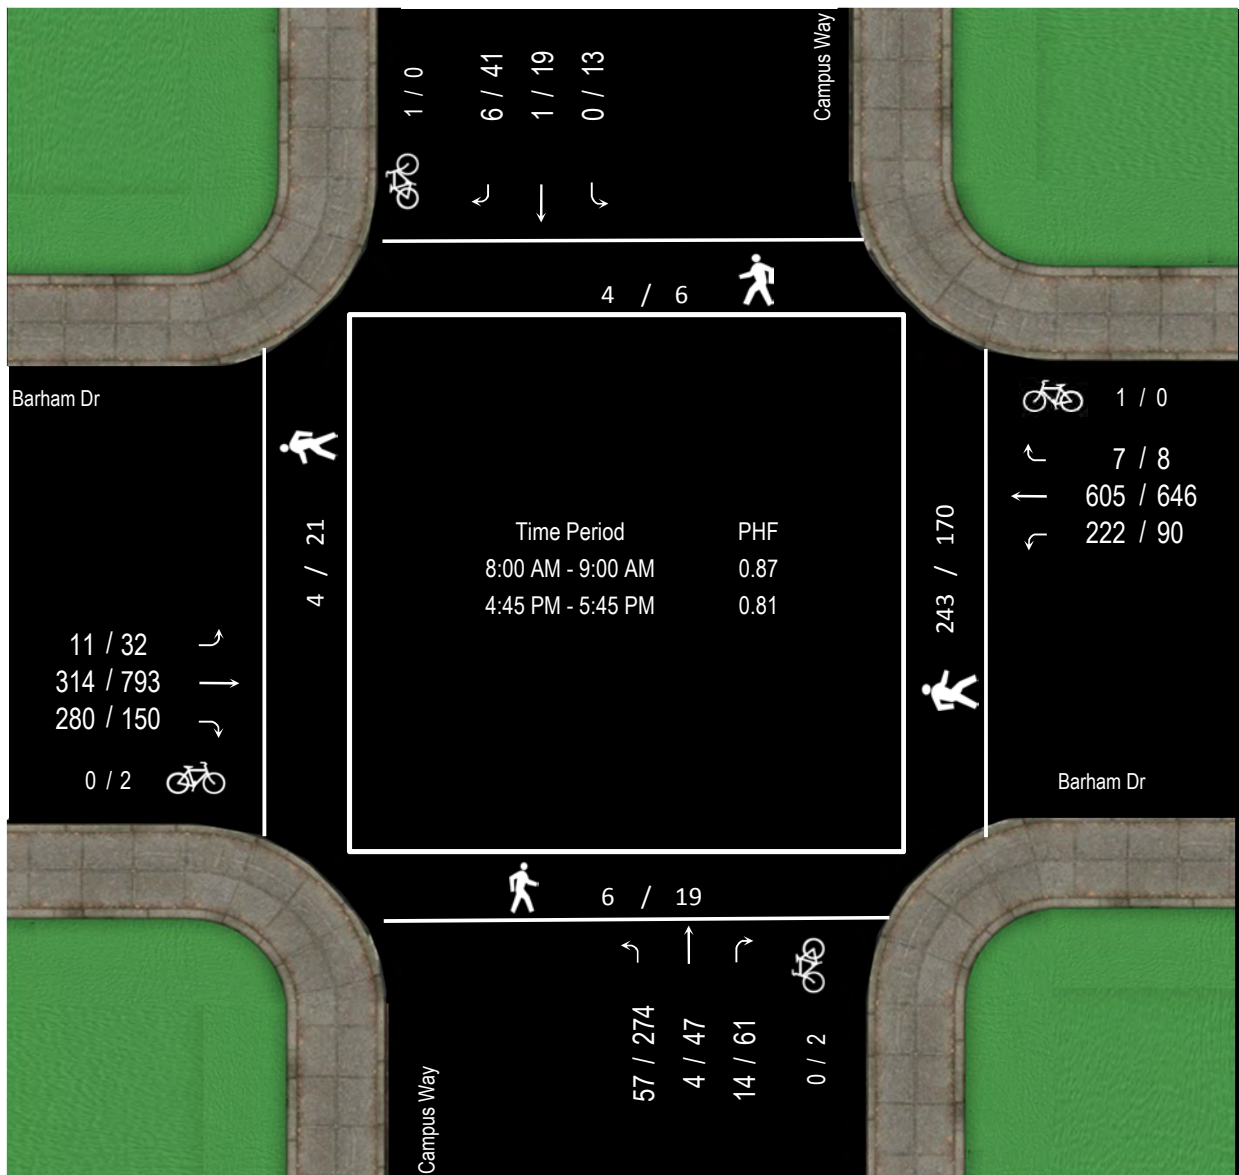 1 / 0
6 / 41
1 / 19
0 / 13
Campus Way
4 / 6
Barham Dr
1 / 0
7 / 8
605 / 646
222 / 90
4 / 21
Time Period PHF
8:00 AM - 9:00 AM 0.87
4:45 PM - 5:45 PM 0.81
243 / 170
11 / 32
314 / 793
280 / 150
0 / 2
Barham Dr
6 / 19
Campus Way
57 / 274
4 / 47
14 / 61
0 / 2